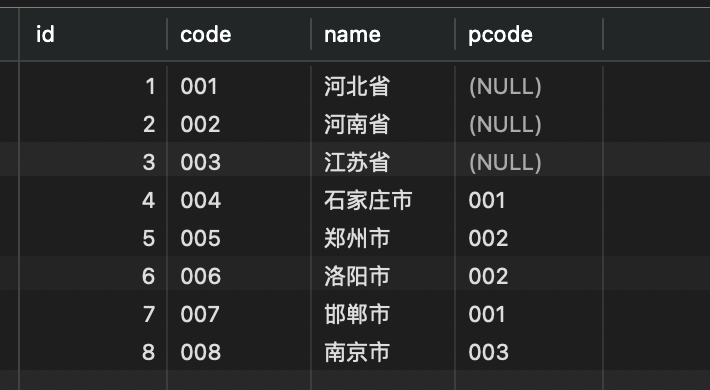 id code name pcode
1 001 河北省 (NULL)
2 002 河南省 (NULL)
3 003 江苏省 (NULL)
4 004 石家庄市 001
5 005 郑州市 002
6 006 洛阳市 002
7 007 邯郸市 001
8 008 南京市 003